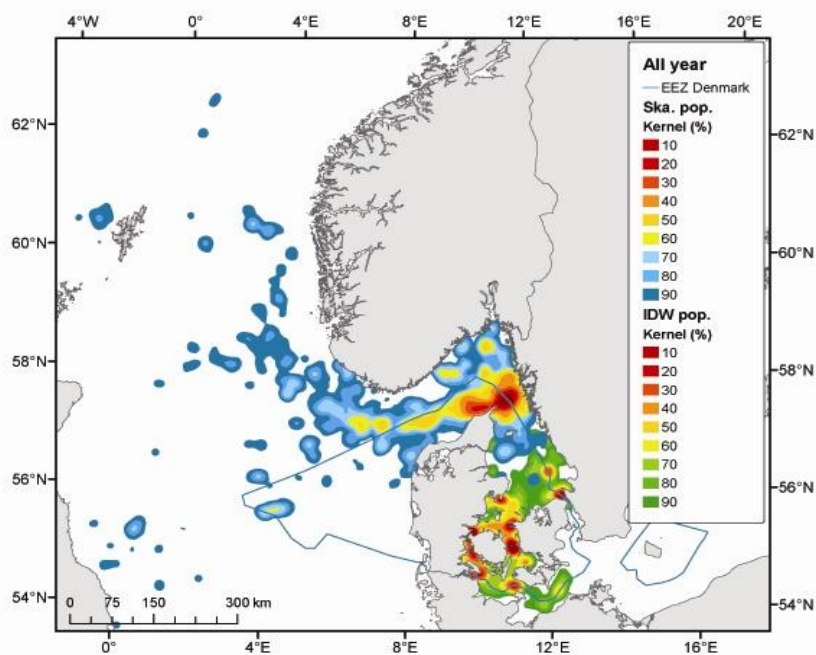 4°W 0° 4°E 8°E 12°E 16°E 20°E
All year
EEZ Denmark
Ska. pop.
Kernel (%)
10
20
30
40
50
60
70
80
90
IDW pop.
Kernel (%)
10
20
30
40
50
60
70
80
90
62°N 62°N
60°N 60°N
58°N 58°N
56°N 56°N
54°N 54°N
0 75 150 300 km
0° 4°E 8°E 12°E 16°E